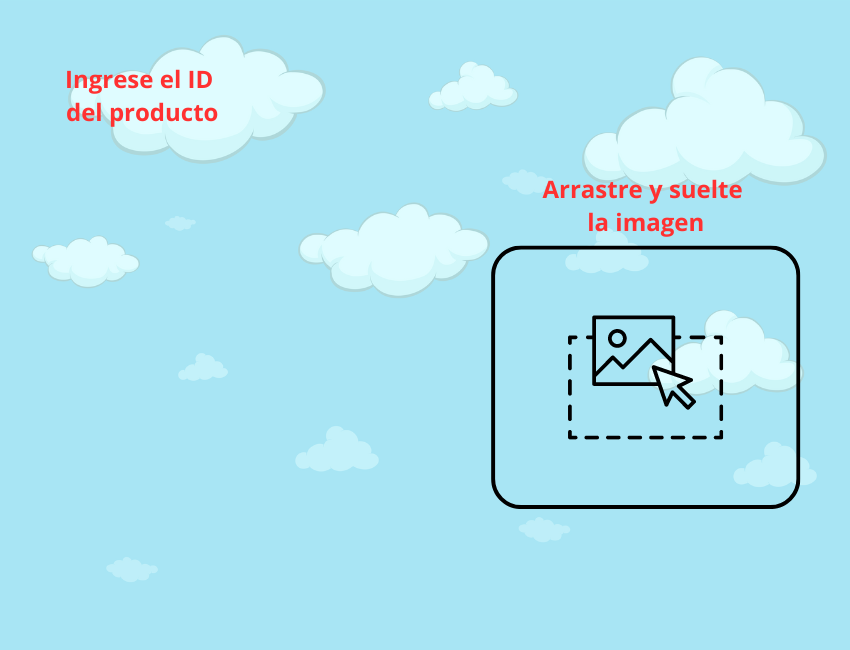 Ingrese el ID
del producto
Arrastre y suelte
la imagen